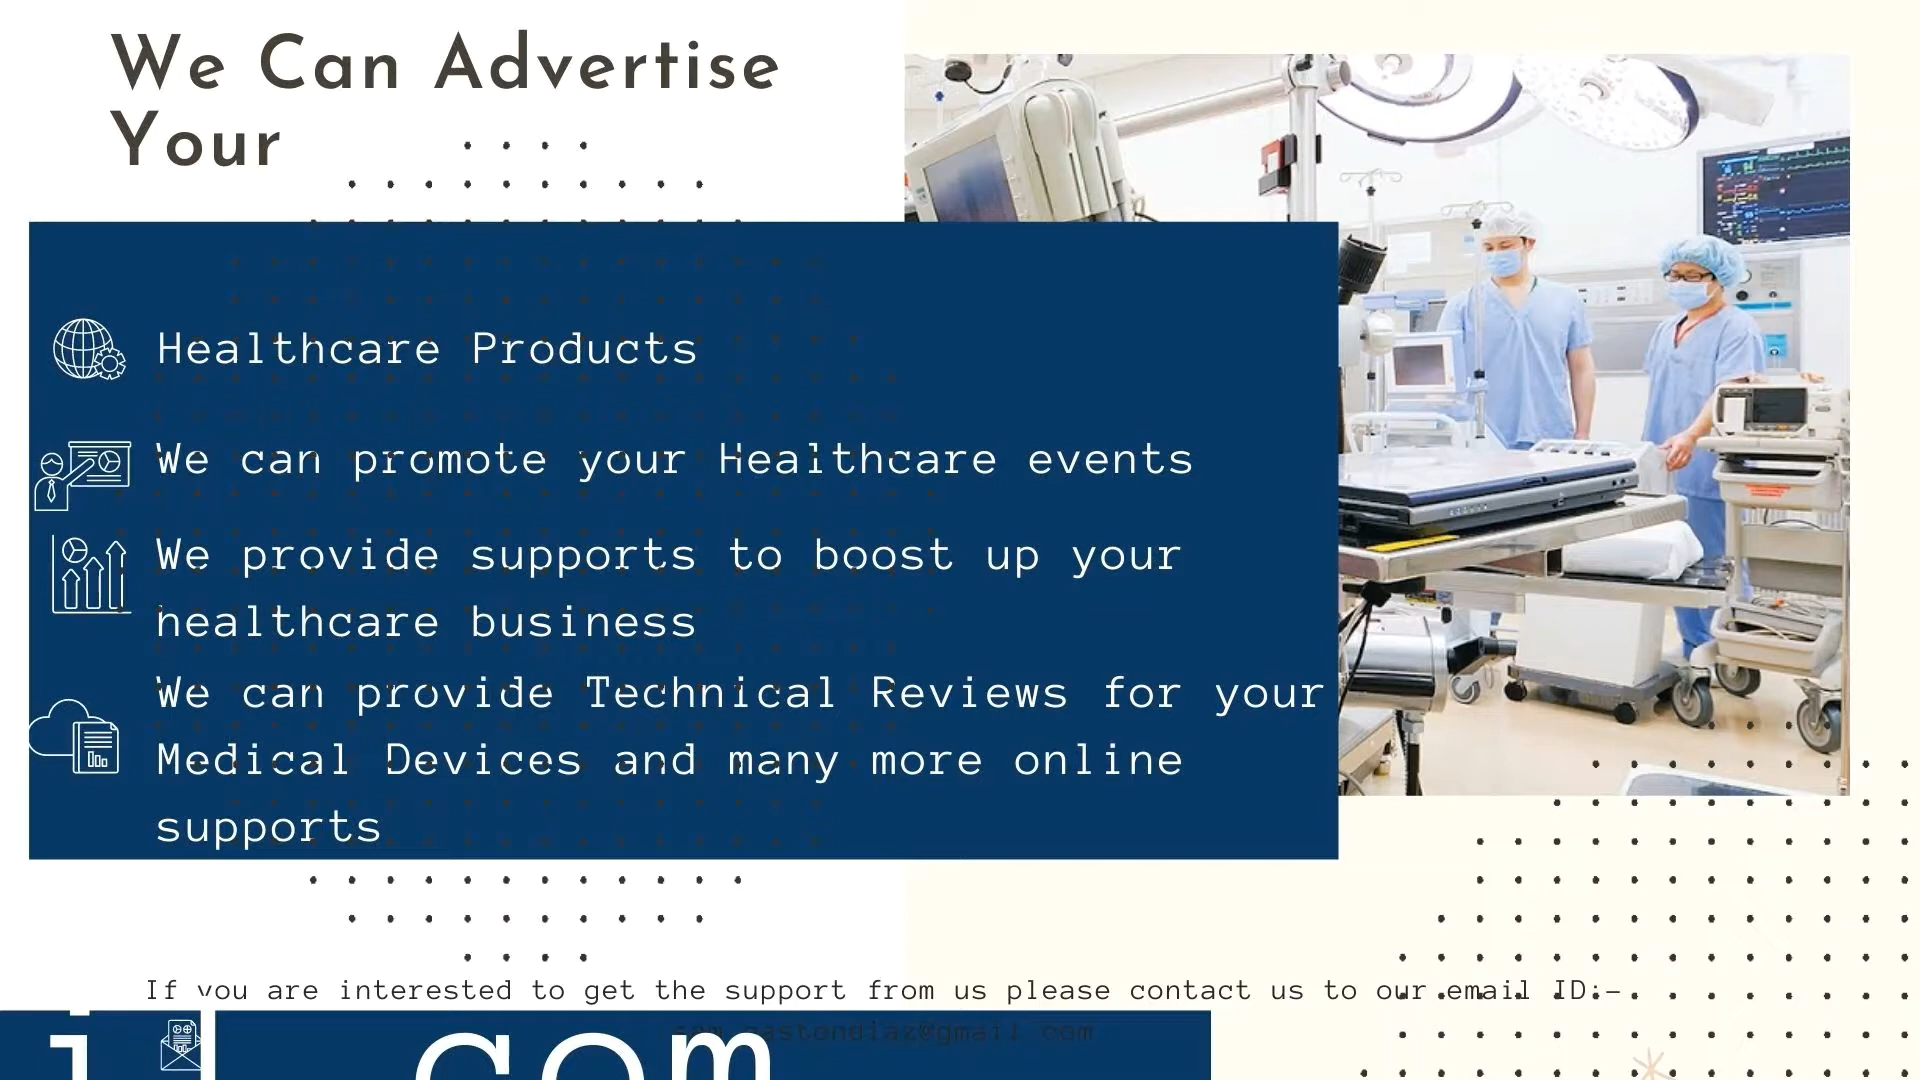 We Can Advertise
Your
Healthcare Products
We can promote your Healthcare events
We provide supports to boost up your
healthcare business
We can provide Technical Reviews for your
Medical Devices and many more online
supports
If you are interested to get the support from us please contact us to our email ID:-
il.com